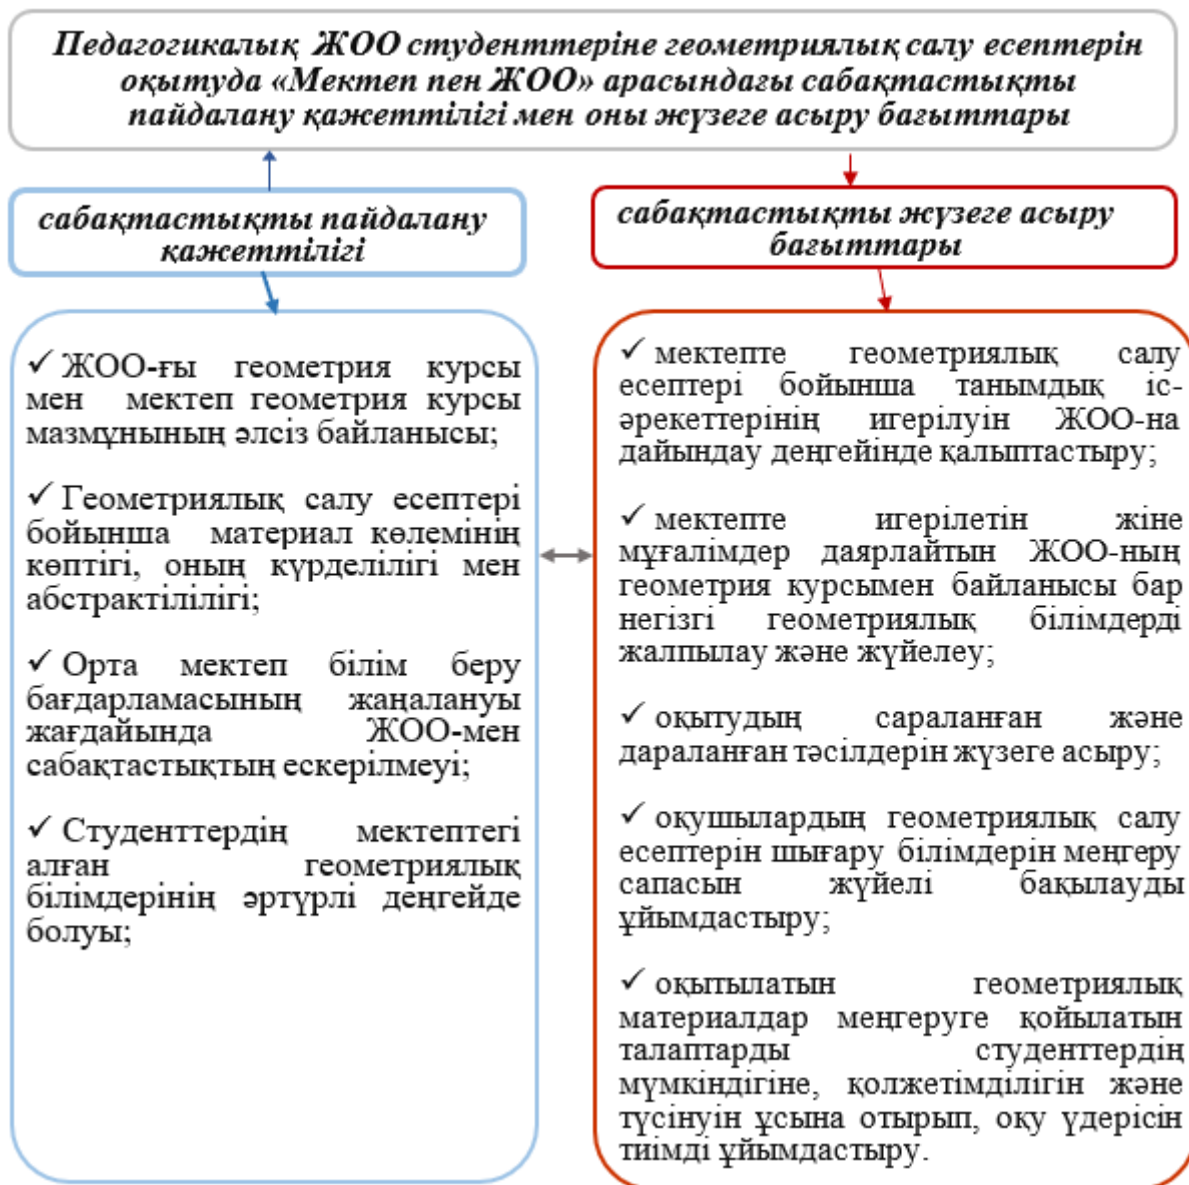 Педагогикалық ЖОО студенттеріне геометриялық салу есептерін
оқытуда «Мектеп пен ЖОО» арасындағы сабақтастықты
пайдалану қажеттілігі мен оны жүзеге асыру бағыттары
сабақтастықты пайдалану
қажеттілігі
✓ ЖОО-ғы геометрия курсы
мен мектеп геометрия курсы
мазмұнының әлсіз байланысы;
✓ Геометриялық салу есептері
бойынша материал көлемінің
көптігі, оның күрделілігі мен
абстрактілілігі;
✓ Орта мектеп білім беру
бағдарламасының жаңалануы
жағдайында ЖОО-мен
сабақтастықтың ескерілмеуі;
✓ Студенттердің мектептегі
алған геометриялық
білімдерінің әртүрлі деңгейде
болуы;
сабақтастықты жүзеге асыру
бағыттары
✓ мектепте геометриялық салу
есептері бойынша танымдық іс-
әрекеттерінің игерілуін ЖОО-на
дайындау деңгейінде қалыптастыру;
✓ мектепте игерілетін жіне
мұғалімдер даярлайтын ЖОО-ның
геометрия курсымен байланысы бар
негізгі геометриялық білімдерді
жалпылау және жүйелеу;
✓ оқытудың сараланған және
дараланған тәсілдерін жүзеге асыру;
✓ оқушылардың геометриялық салу
есептерін шығару білімдерін меңгеру
сапасын жүйелі бақылауды
ұйымдастыру;
✓ оқытылатын геометриялық
материалдар меңгеруге қойылатын
талаптарды студенттердің
мүмкіндігіне, қолжетімділігін және
түсінуін ұсына отырып, оқу үдерісін
тиімді ұйымдастыру.